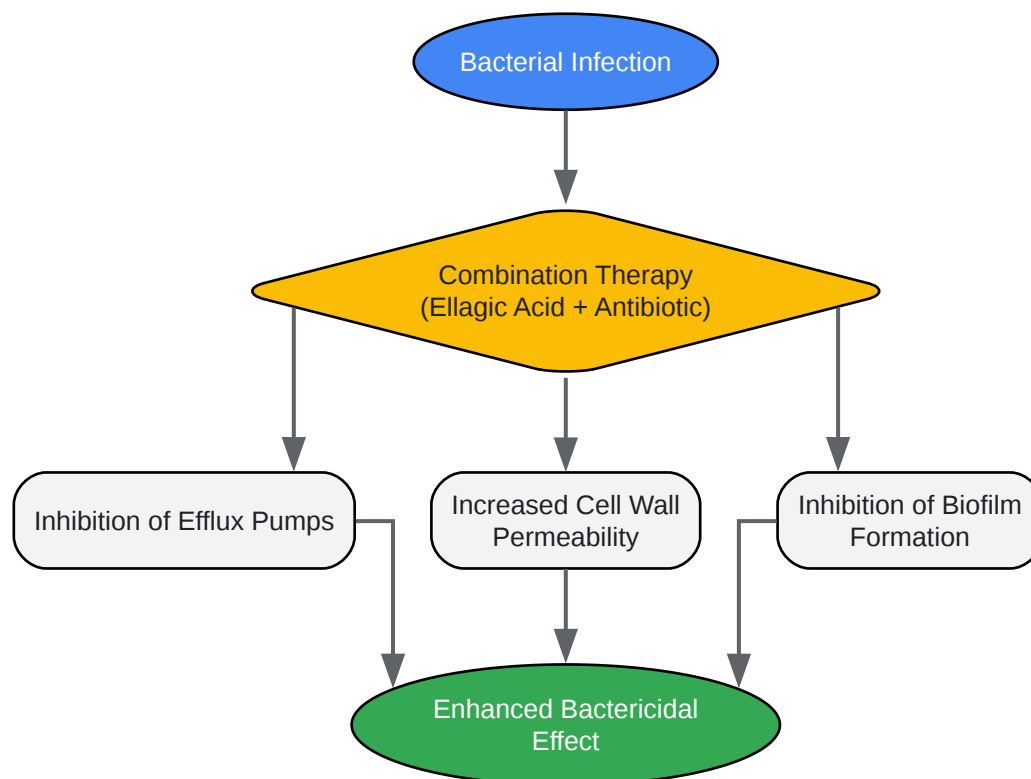 Bacterial Infection
Combination Therapy
(Ellagic Acid + Antibiotic)
Inhibition of Efflux Pumps
Increased Cell Wall
Permeability
Inhibition of Biofilm
Formation
Enhanced Bactericidal
Effect